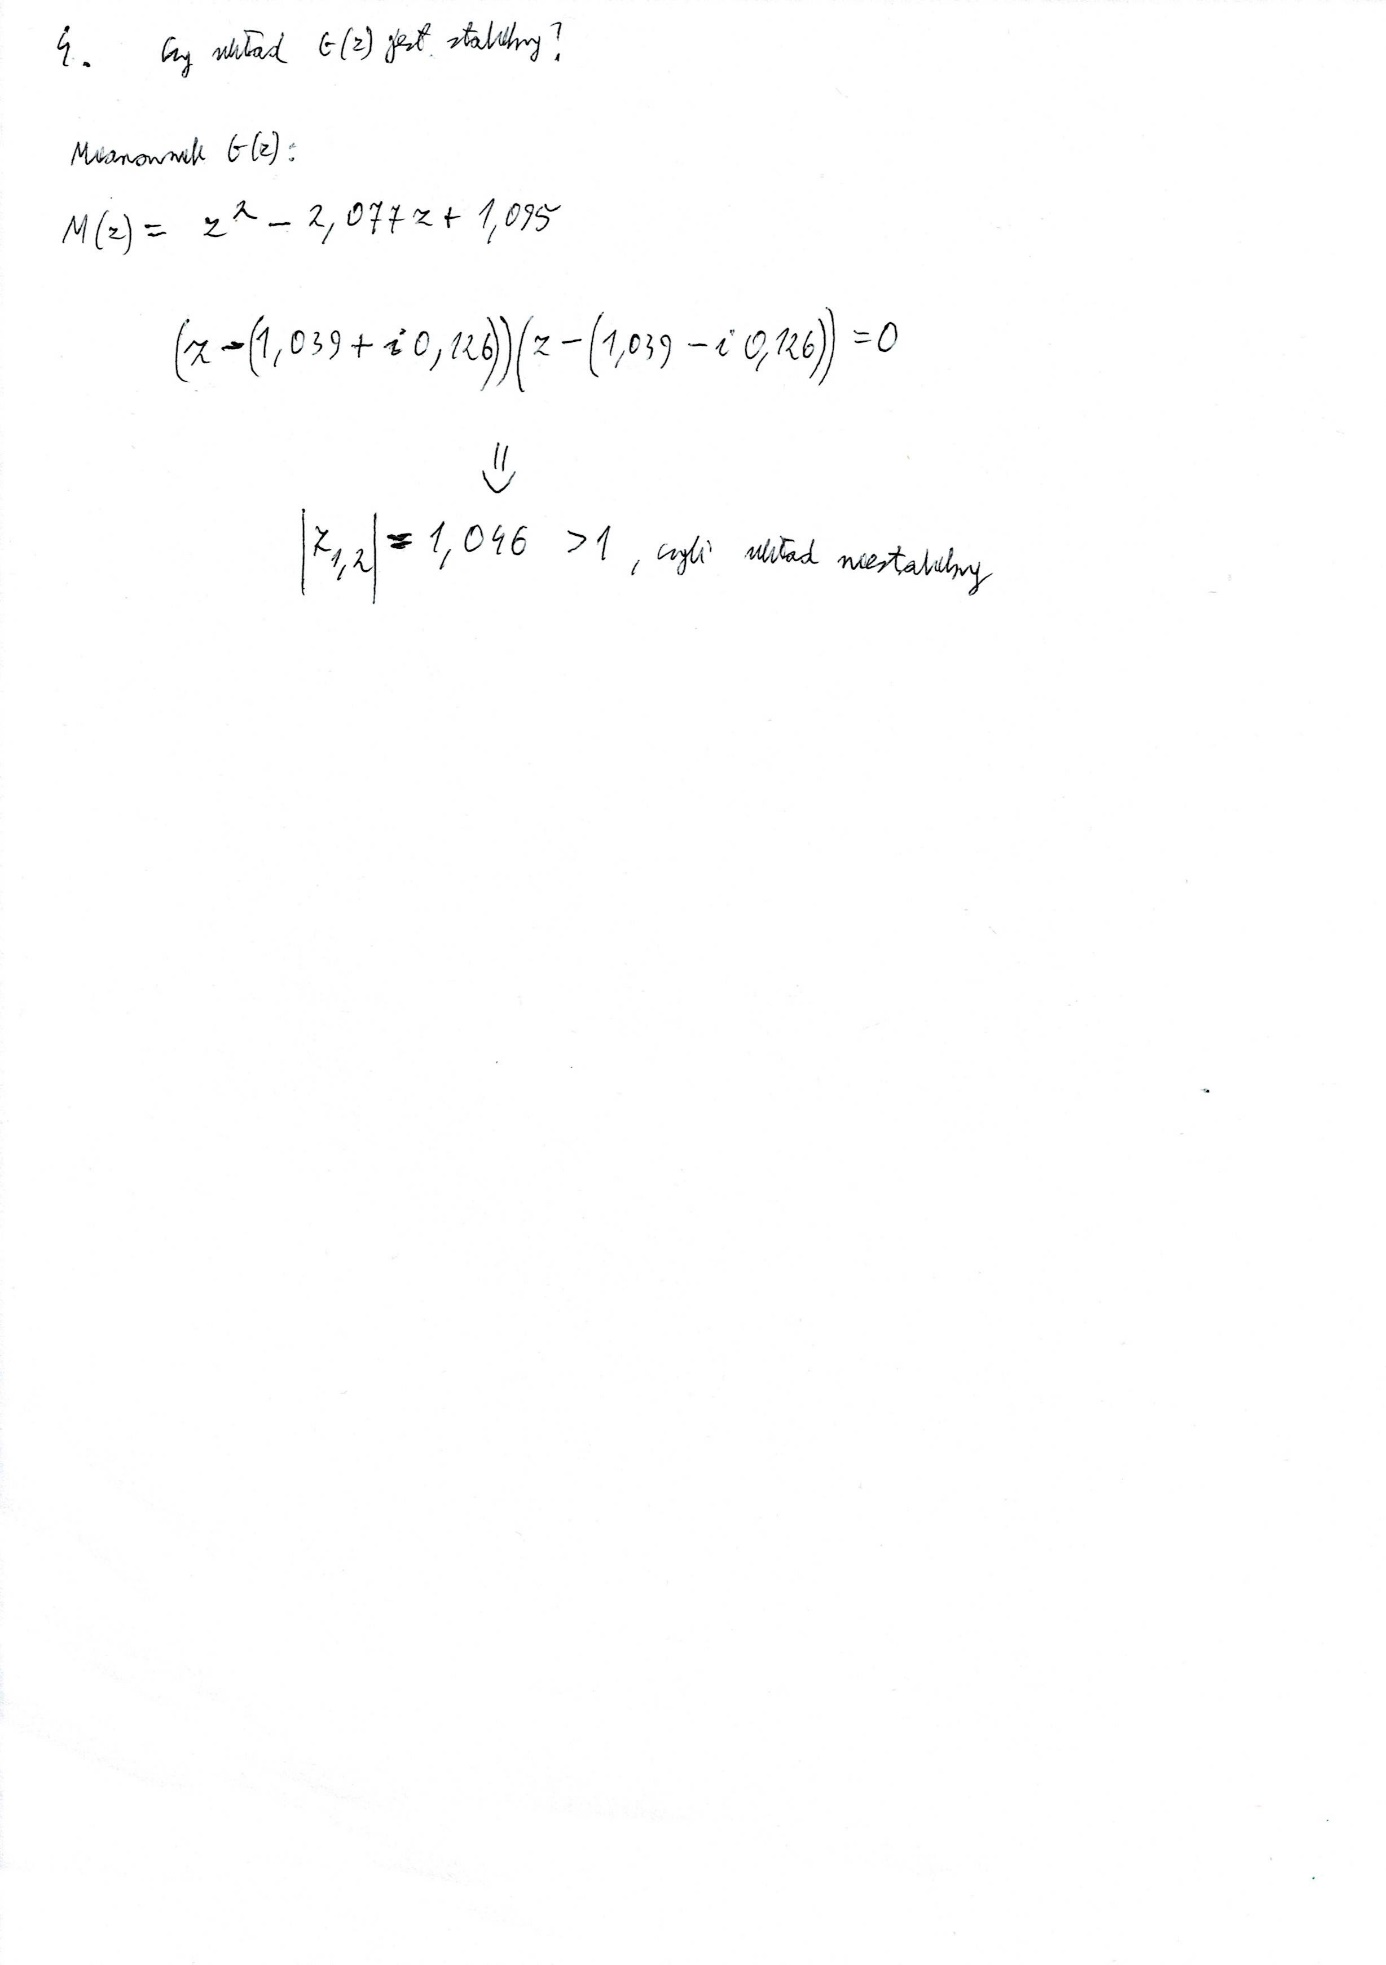 4. Czy układ G(z) jest stabilny?
Mianownik G(z):
M(z) = z² - 2,077z + 1,095
(z-(1,039 + i 0,126))(z-(1,039 - i 0,126)) = 0
⇓
|z₁,₂| = 1,046 > 1, czyli układ niestabilny